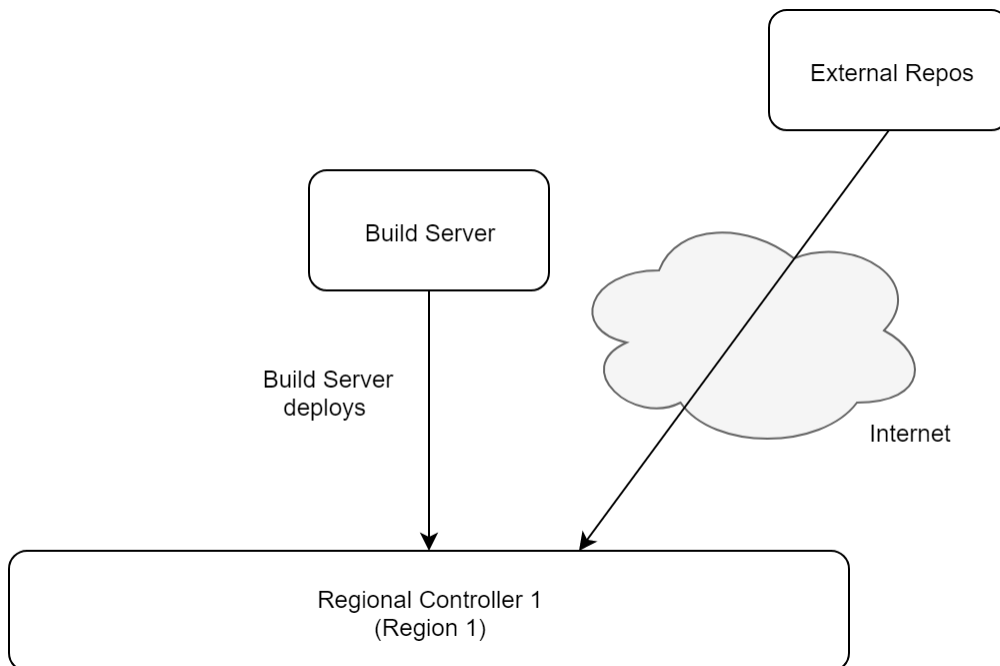 External Repos
Build Server
Build Server
deploys
Internet
Regional Controller 1
(Region 1)